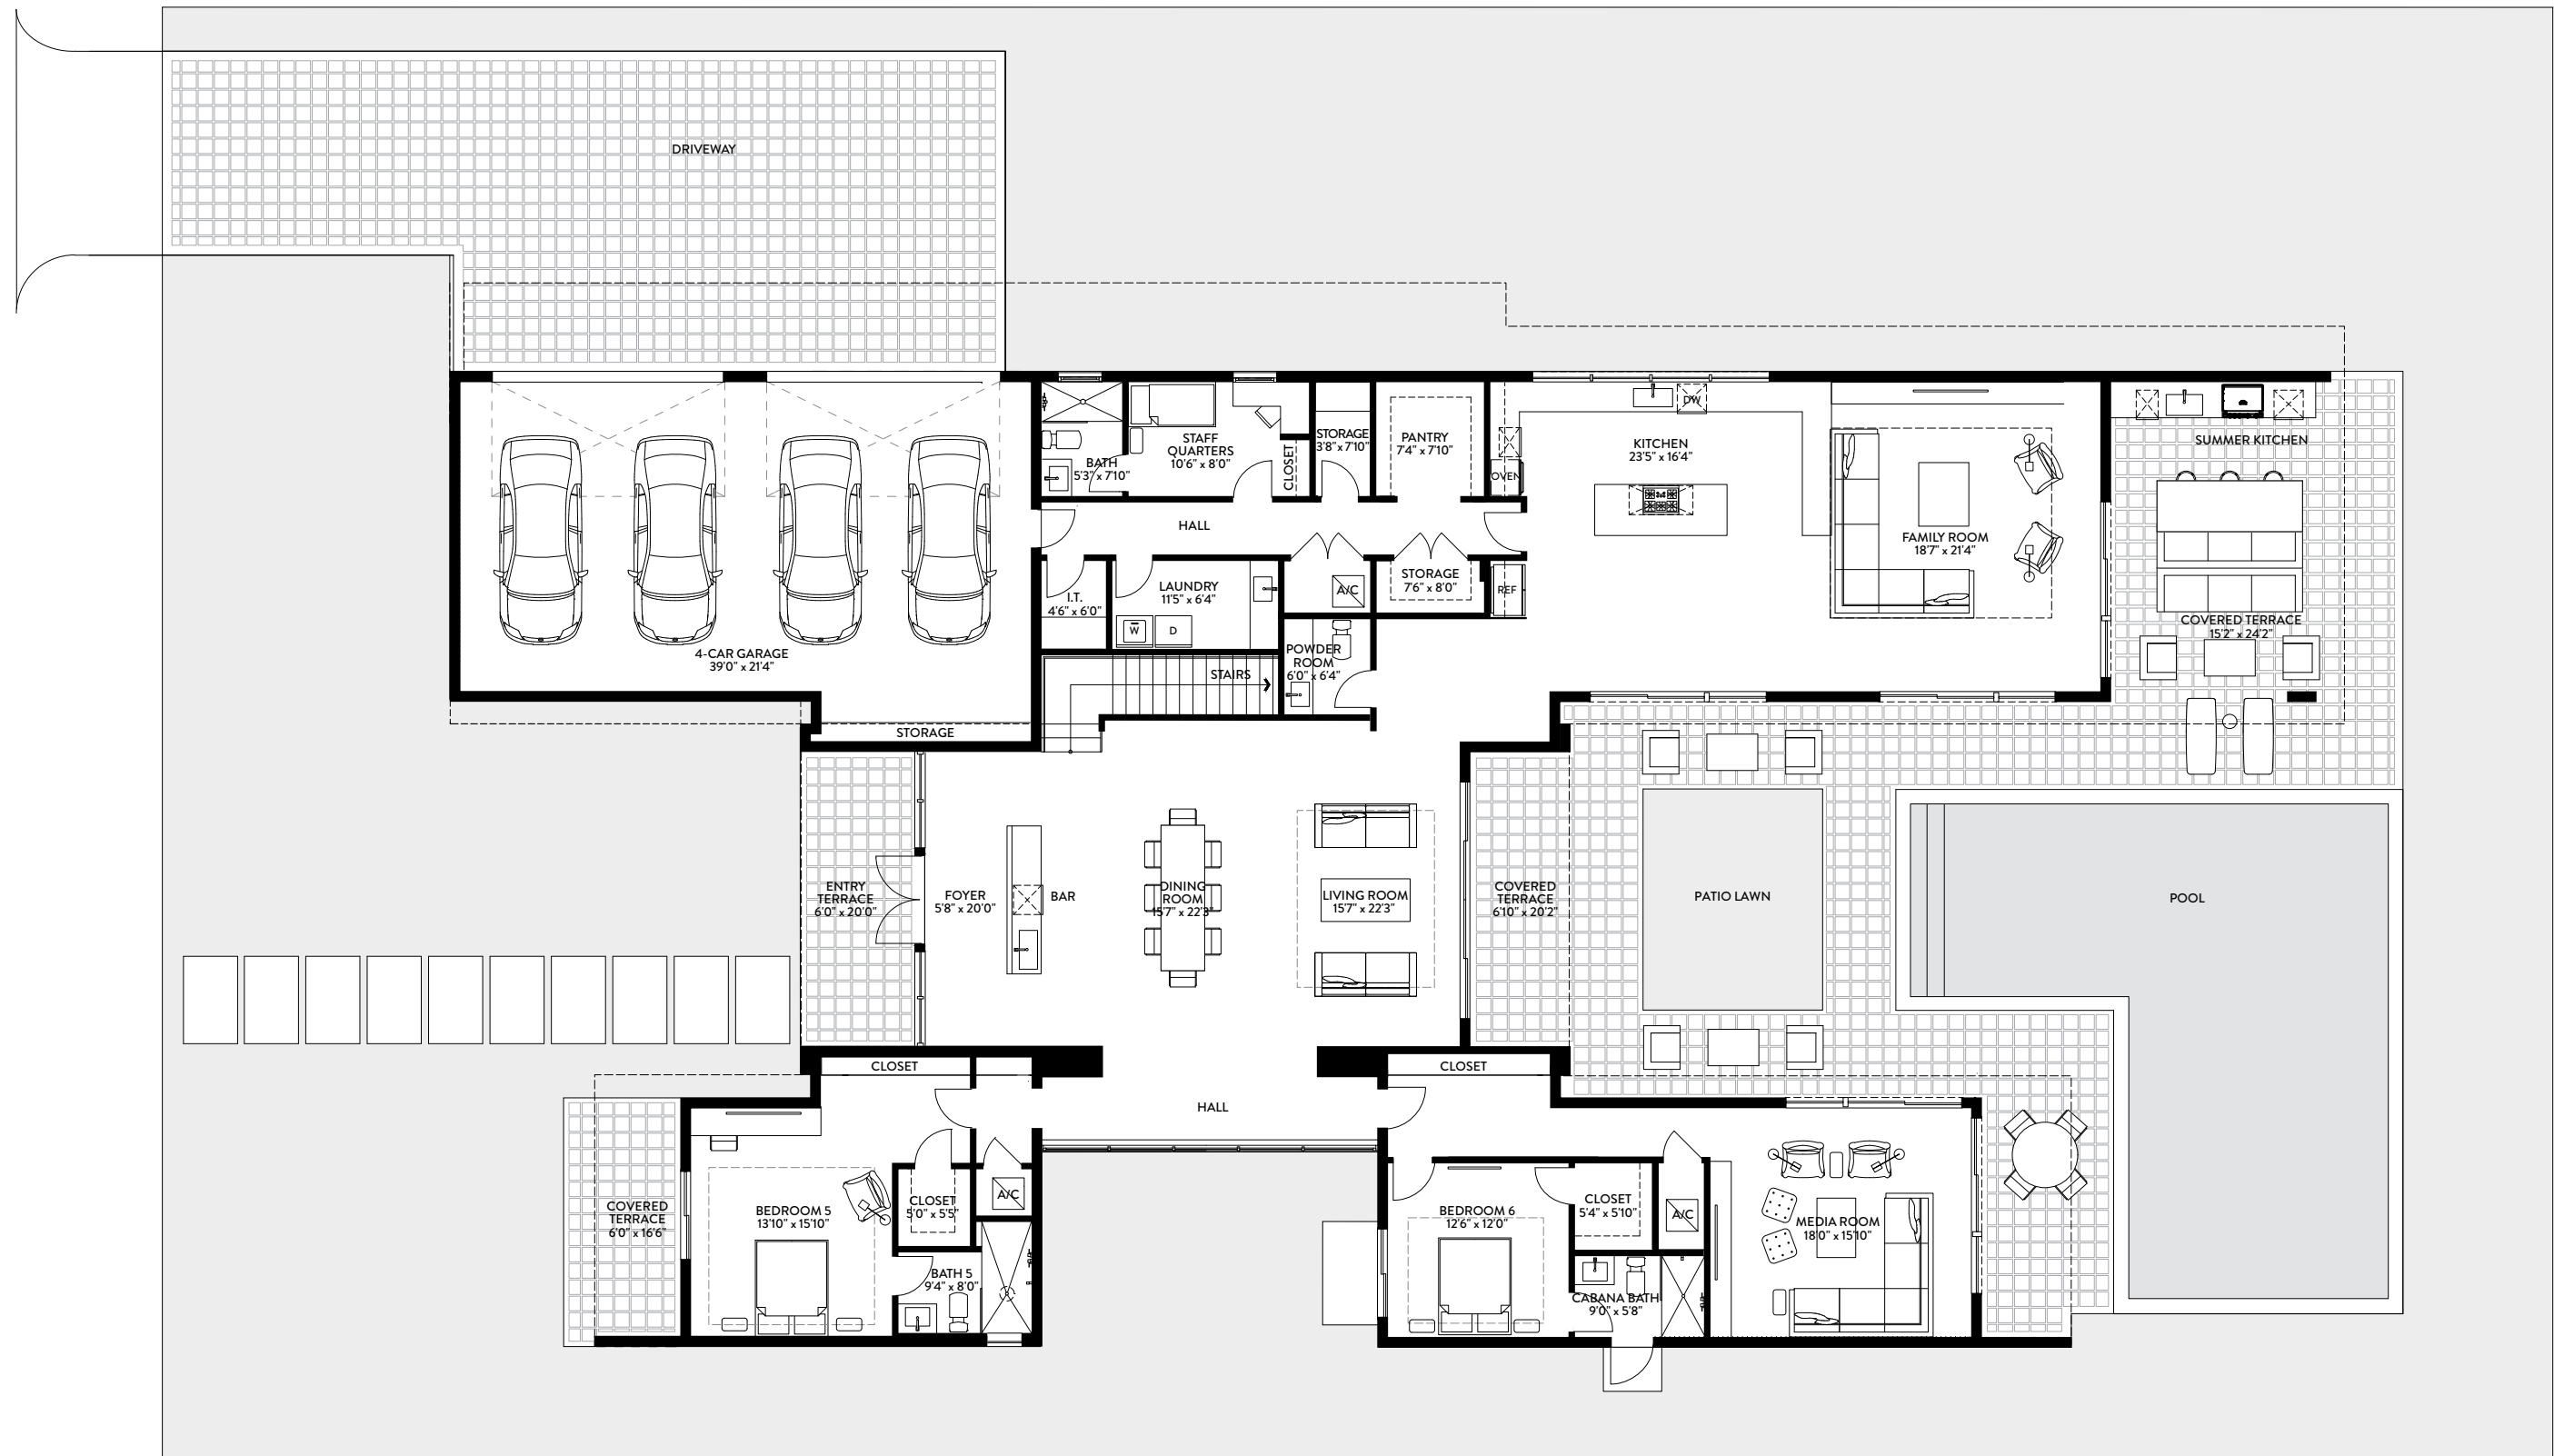 DRIVEWAY
STAFF
QUARTERS
10'6" x 8'0"
BATH
5'3" x 7'10"
CLOSET
STORAGE
3'8" x 7'10"
PANTRY
7'4" x 7'10"
OVEN
DW
KITCHEN
23'5" x 16'4"
SUMMER KITCHEN
HALL
FAMILY ROOM
18'7" x 21'4"
I.T.
4'6" x 6'0"
LAUNDRY
11'5" x 6'4"
W
D
A/C
STORAGE
7'6" x 8'0"
REF
COVERED TERRACE
15'2" x 24'2"
4-CAR GARAGE
39'0" x 21'4"
STAIRS
POWDER
ROOM
6'0" x 6'4"
STORAGE
ENTRY
TERRACE
6'0" x 20'0"
FOYER
5'8" x 20'0"
BAR
DINING
ROOM
15'7" x 22'3"
LIVING ROOM
15'7" x 22'3"
COVERED
TERRACE
6'10" x 20'2"
PATIO LAWN
POOL
CLOSET
CLOSET
HALL
COVERED
TERRACE
6'0" x 16'6"
BEDROOM 5
13'10" x 15'10"
CLOSET
5'0" x 5'5"
A/C
BATH 5
9'4" x 8'0"
BEDROOM 6
12'6" x 12'0"
CLOSET
5'4" x 5'10"
A/C
MEDIA ROOM
18'0" x 15'10"
CABANA BATH
9'0" x 5'8"